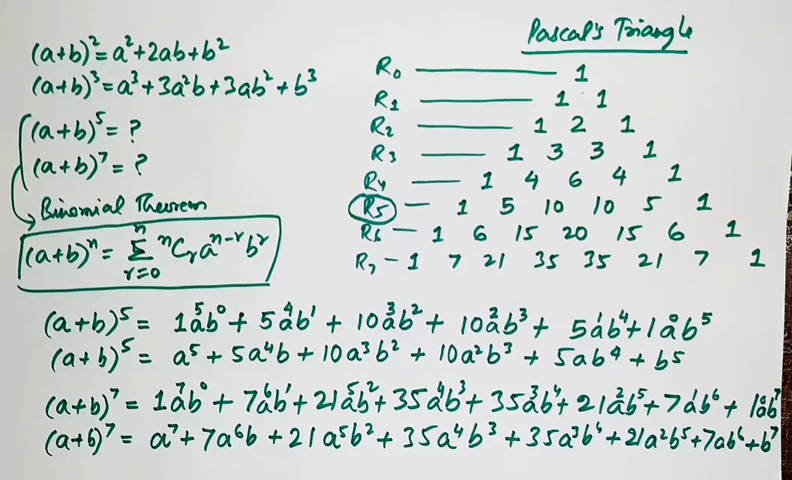 (a+b)² = a² + 2ab + b²
(a+b)³ = a³ + 3a²b + 3ab² + b³
(a+b)⁵ = ?
(a+b)⁷ = ?
Binomial Theorem
(a+b)ⁿ = ∑ⁿᵣ₌₀ ⁿCᵣ aⁿ⁻ʳ bʳ
Pascal's Triangle
R₀ 1
R₁ 1 1
R₂ 1 2 1
R₃ 1 3 3 1
R₄ 1 4 6 4 1
R₅ 1 5 10 10 5 1
R₆ 1 6 15 20 15 6 1
R₇ 1 7 21 35 35 21 7 1
(a+b)⁵ = 1a⁵b⁰ + 5a⁴b¹ + 10a³b² + 10a²b³ + 5a¹b⁴ + 1a⁰b⁵
(a+b)⁵ = a⁵ + 5a⁴b + 10a³b² + 10a²b³ + 5ab⁴ + b⁵
(a+b)⁷ = 1a⁷b⁰ + 7a⁶b¹ + 21a⁵b² + 35a⁴b³ + 35a³b⁴ + 21a²b⁵ + 7a¹b⁶ + 1a⁰b⁷
(a+b)⁷ = a⁷ + 7a⁶b + 21a⁵b² + 35a⁴b³ + 35a³b⁴ + 21a²b⁵ + 7ab⁶ + b⁷